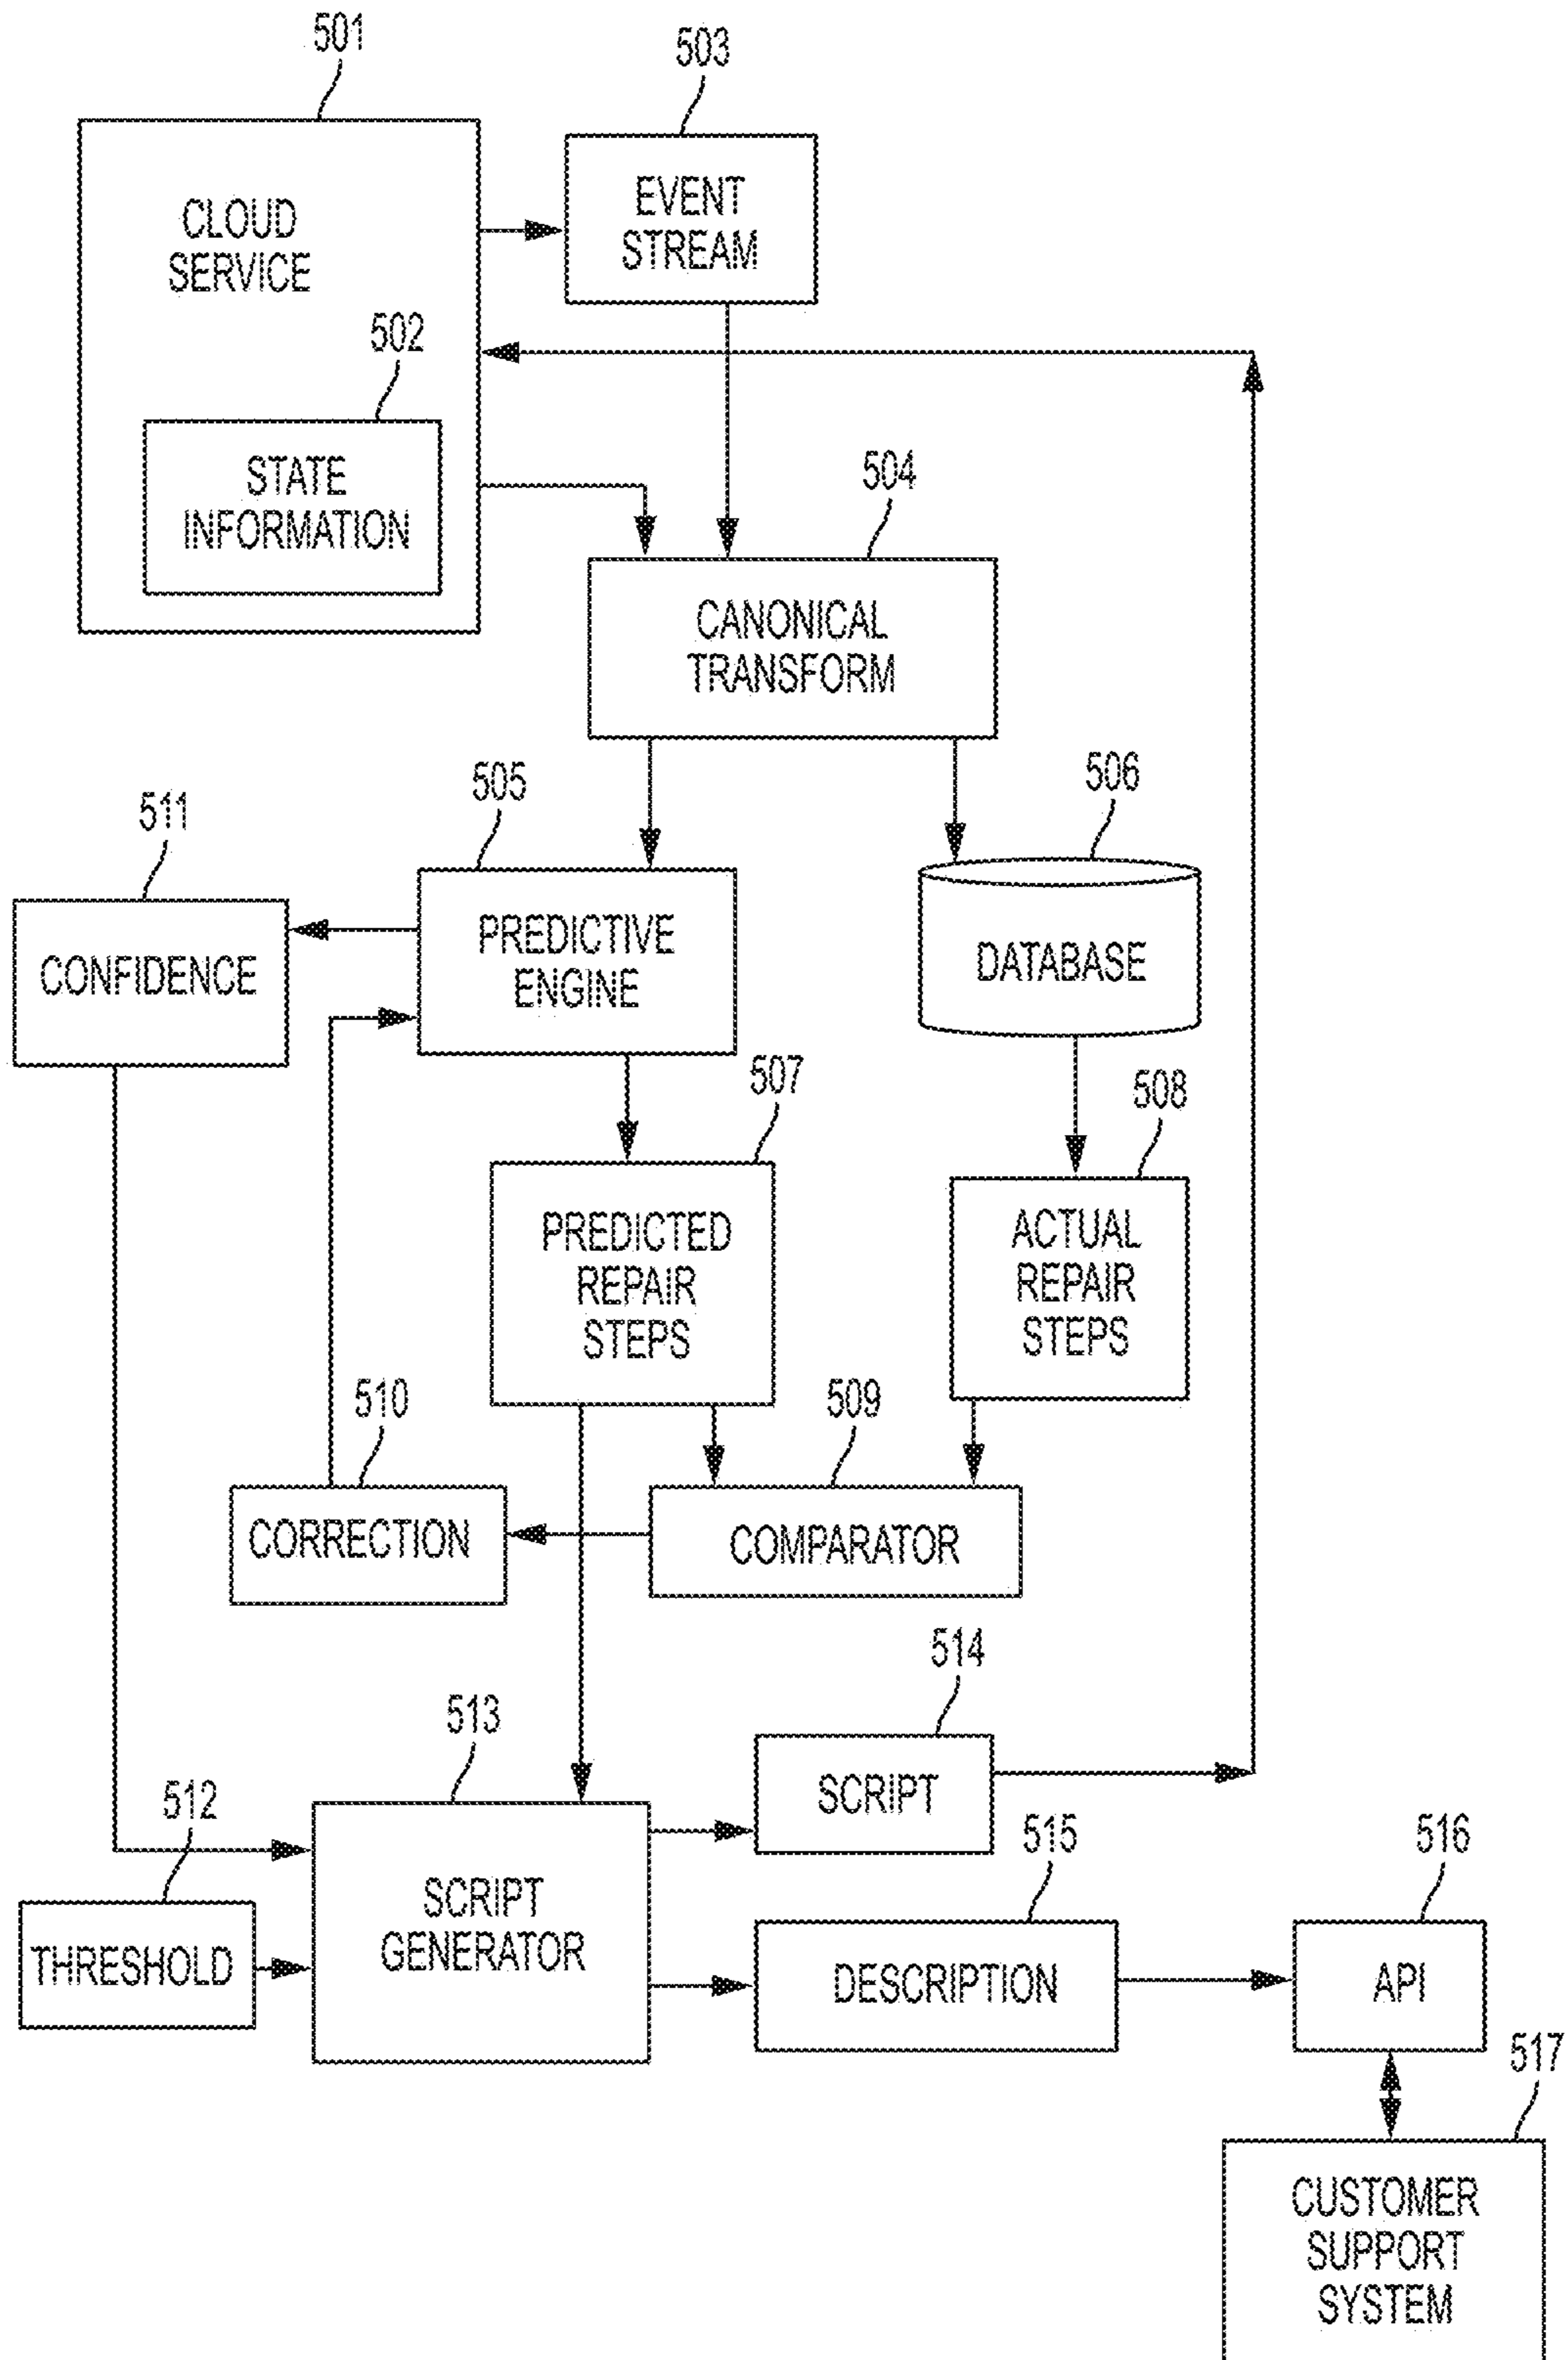 501
503
CLOUD
SERVICE
EVENT
STREAM
502
STATE
INFORMATION
504
CANONICAL
TRANSFORM
505
506
511
CONFIDENCE
PREDICTIVE
ENGINE
DATABASE
507
508
PREDICTED
REPAIR
STEPS
ACTUAL
REPAIR
STEPS
510
509
CORRECTION
COMPARATOR
514
513
SCRIPT
512
515
516
SCRIPT
GENERATOR
THRESHOLD
DESCRIPTION
API
517
CUSTOMER
SUPPORT
SYSTEM